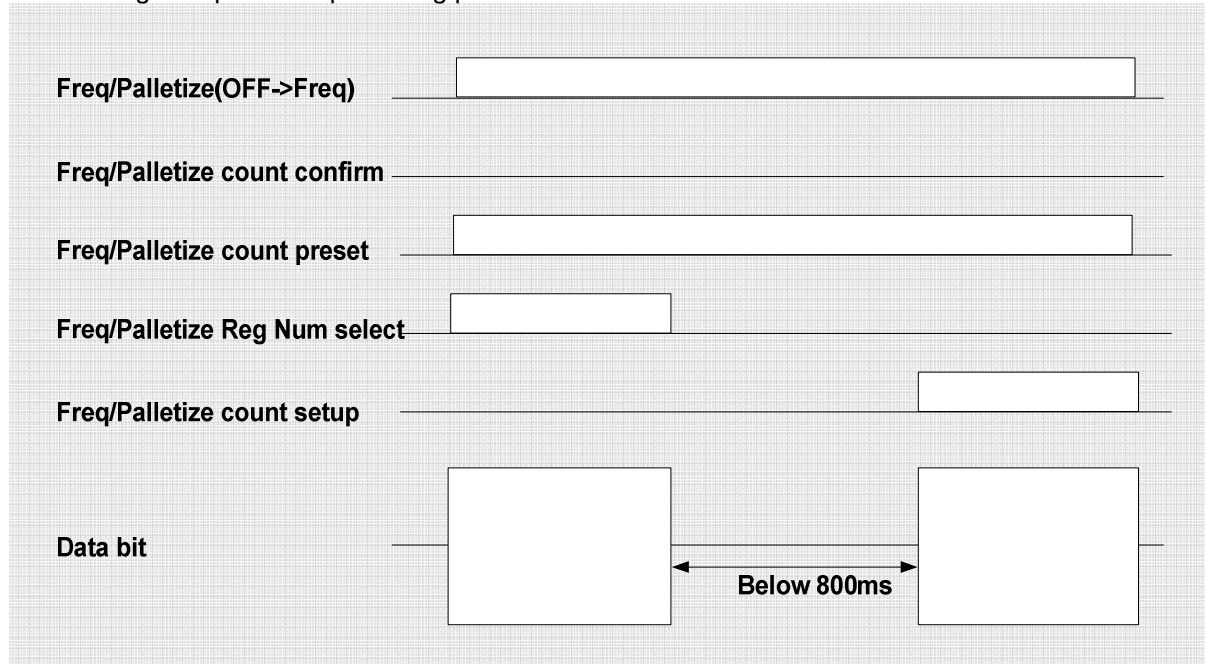 Freq/Palletize(OFF->Freq)
Freq/Palletize count confirm
Freq/Palletize count preset
Freq/Palletize Reg Num select
Freq/Palletize count setup
Data bit
Below 800ms